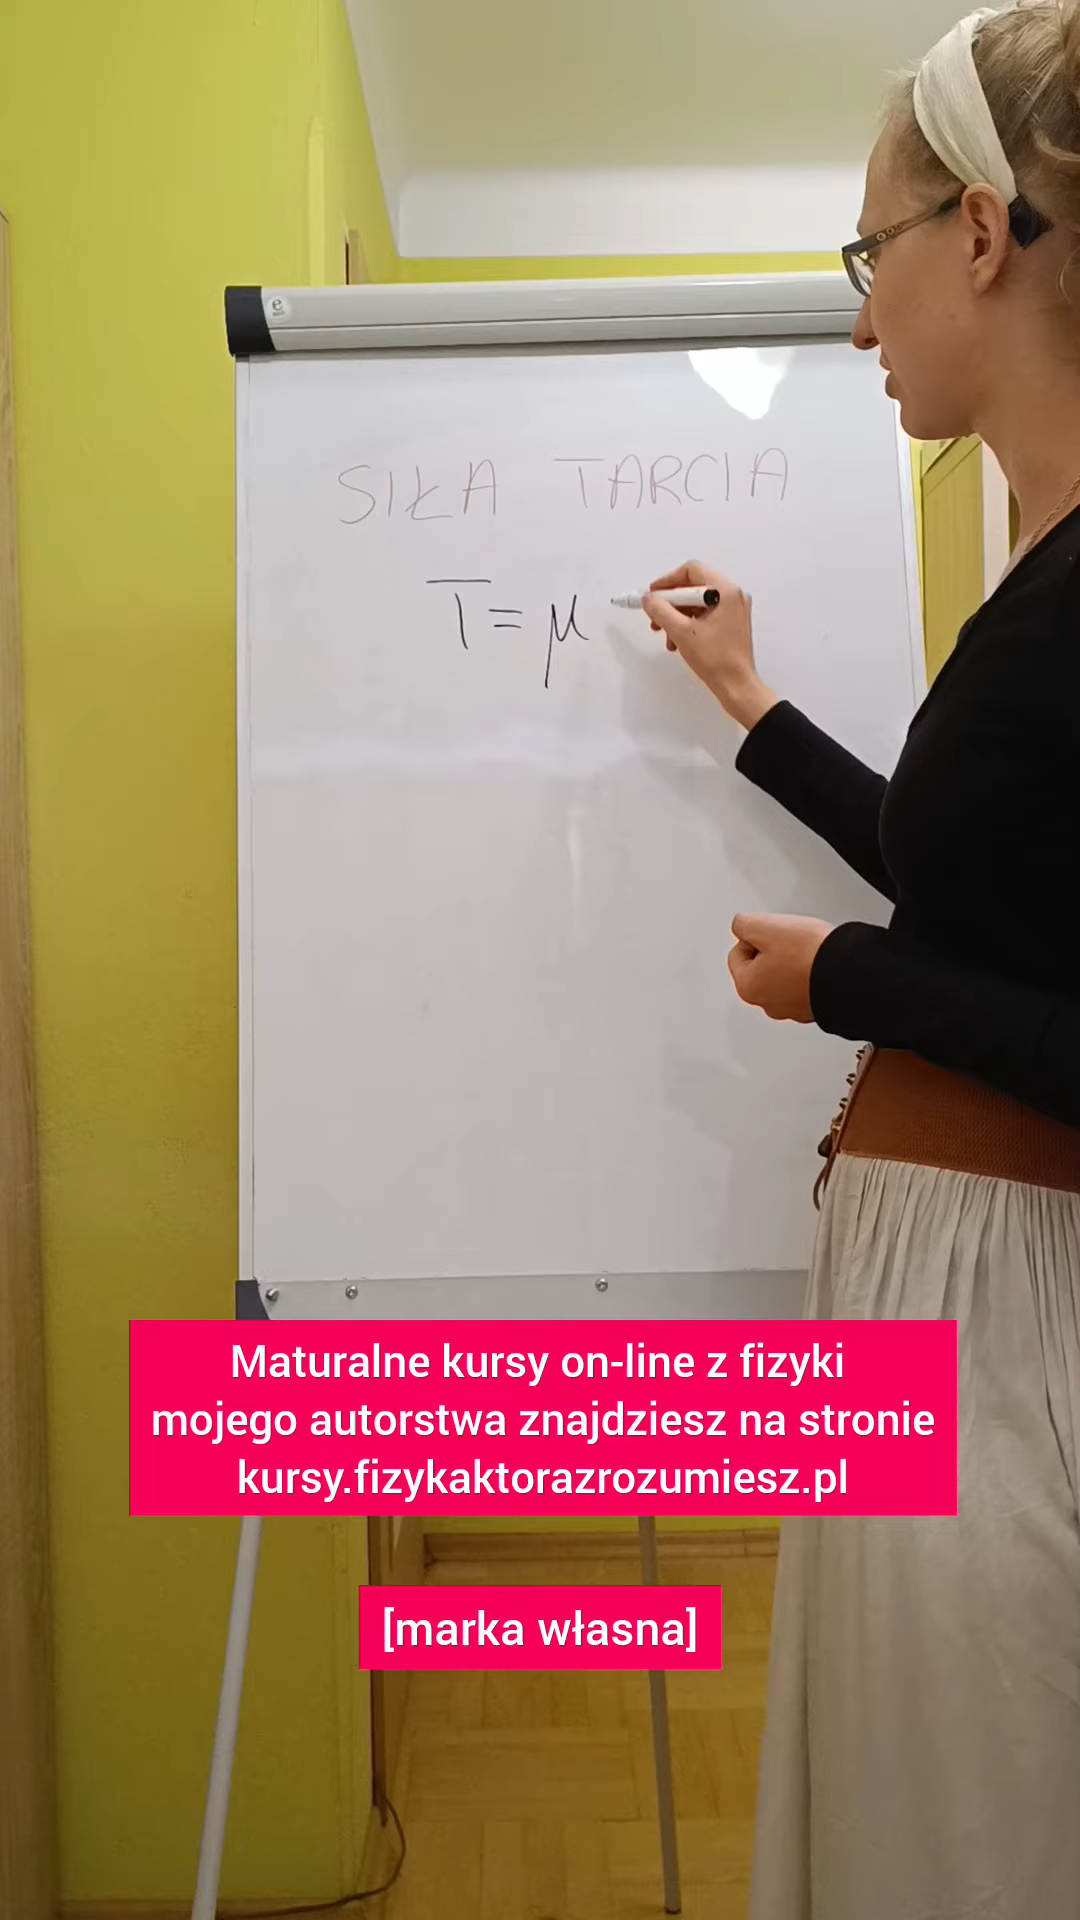 SIŁA TARCIA
T = μ
Maturalne kursy on-line z fizyki
mojego autorstwa znajdziesz na stronie
kursy.fizykaktorazrozumiesz.pl
[marka własna]